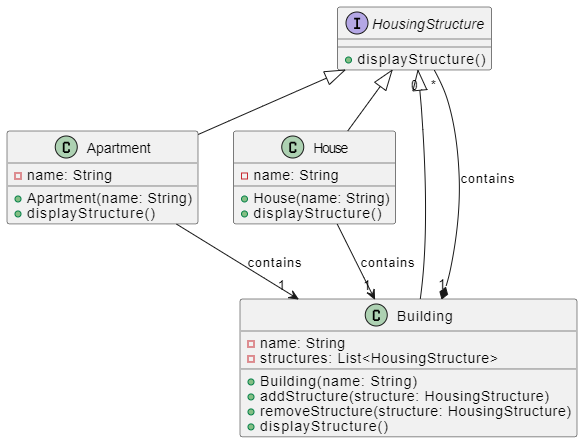 I HousingStructure
displayStructure()
0
*
C Apartment
name: String
Apartment(name: String)
displayStructure()
C House
name: String
House(name: String)
displayStructure()
contains
contains
contains
1
1
1
C Building
name: String
structures: List<HousingStructure>
Building(name: String)
addStructure(structure: HousingStructure)
removeStructure(structure: HousingStructure)
displayStructure()